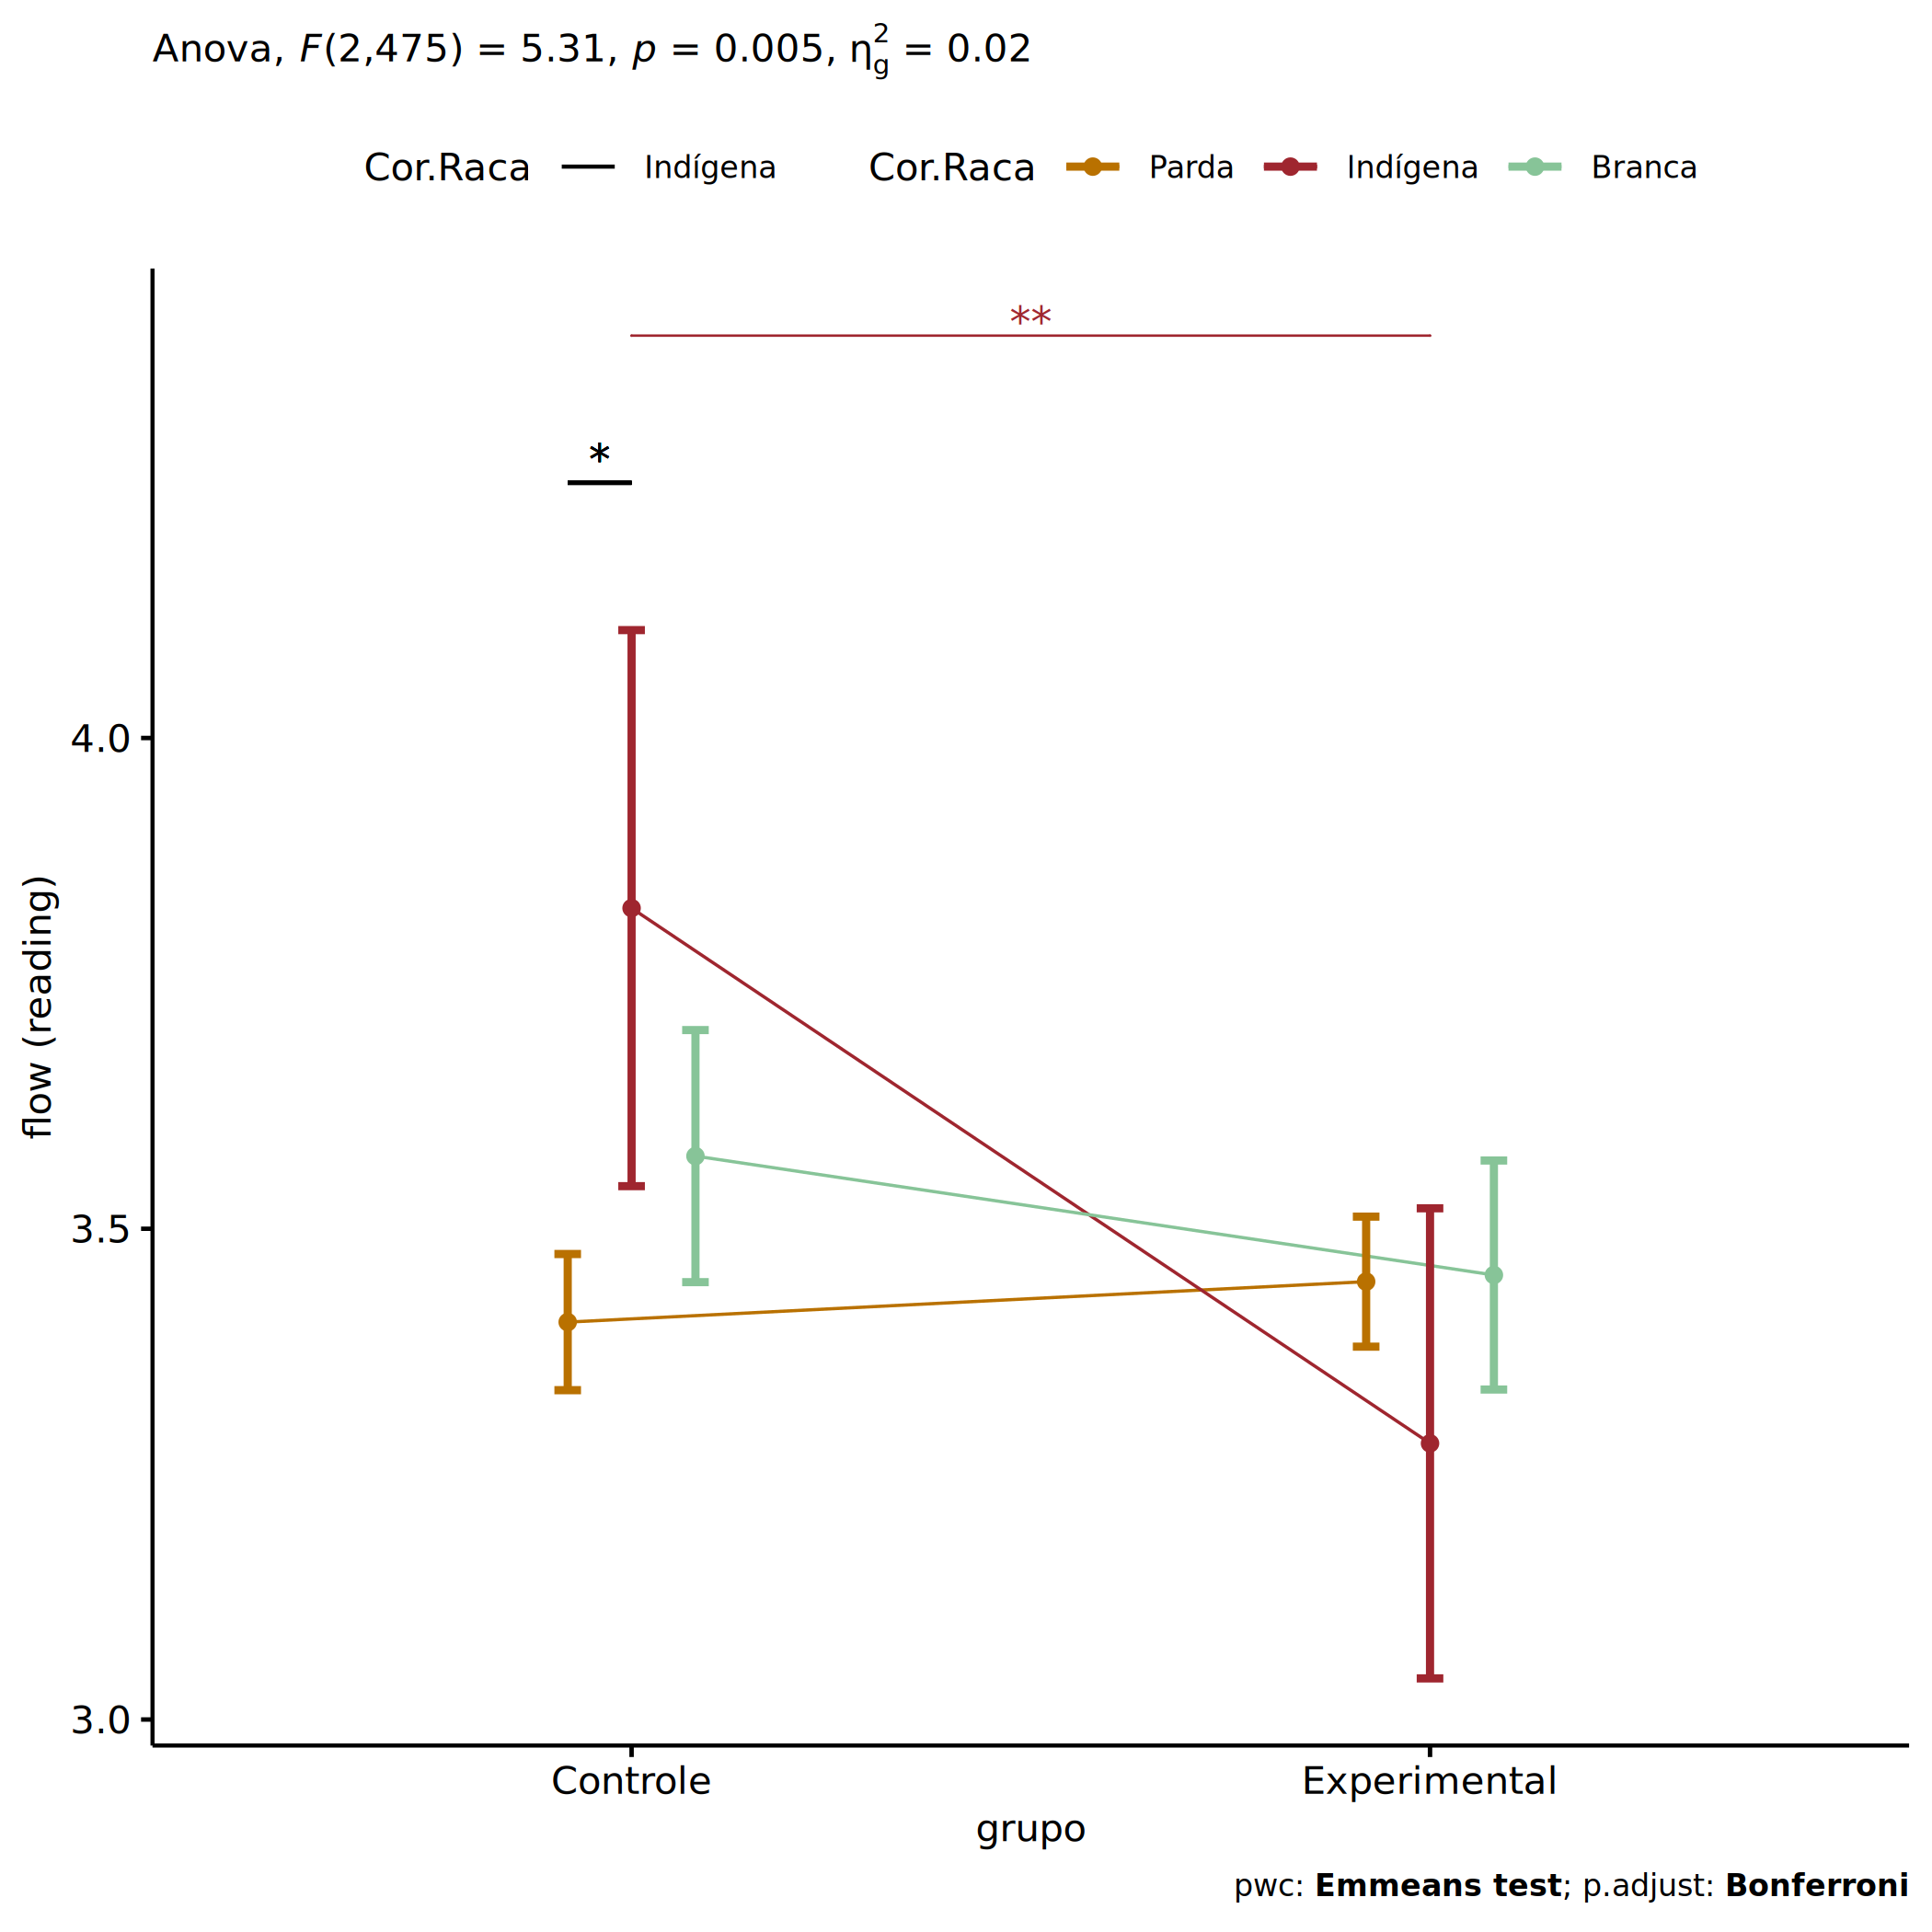 Anova, F(2,475) = 5.31, p = 0.005, η²g = 0.02
Cor.Raca Indígena Cor.Raca Parda Indígena Branca
**
*
4.0
3.5
3.0
flow (reading)
Controle Experimental
grupo
pwc: Emmeans test; p.adjust: Bonferroni